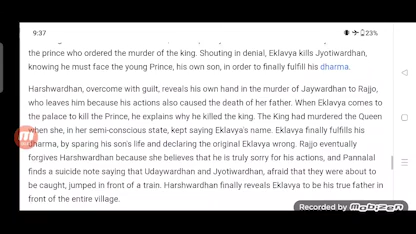 9:37
23%
the prince who ordered the murder of the king. Shouting in denial, Eklavya kills Jyotiwardhan,
knowing he must face the young Prince, his own son, in order to finally fulfill his dharma.
Harshwardhan, overcome with guilt, reveals his own hand in the murder of Jaywardhan to Rajjo,
who leaves him because his actions also caused the death of her father. When Eklavya comes to
the palace to kill the Prince, he explains why he killed the king. The King had murdered the Queen
when she, in her semi-conscious state, kept saying Eklavya's name. Eklavya finally fulfills his
dharma, by sparing his son's life and declaring the original Eklavya wrong. Rajjo eventually
forgives Harshwardhan because she believes that he is truly sorry for his actions, and Pannalal
finds a suicide note saying that Udaywardhan and Jyotiwardhan, afraid that they were about to
be caught, jumped in front of a train. Harshwardhan finally reveals Eklavya to be his true father in
front of the entire village.
Recorded by Mobizen